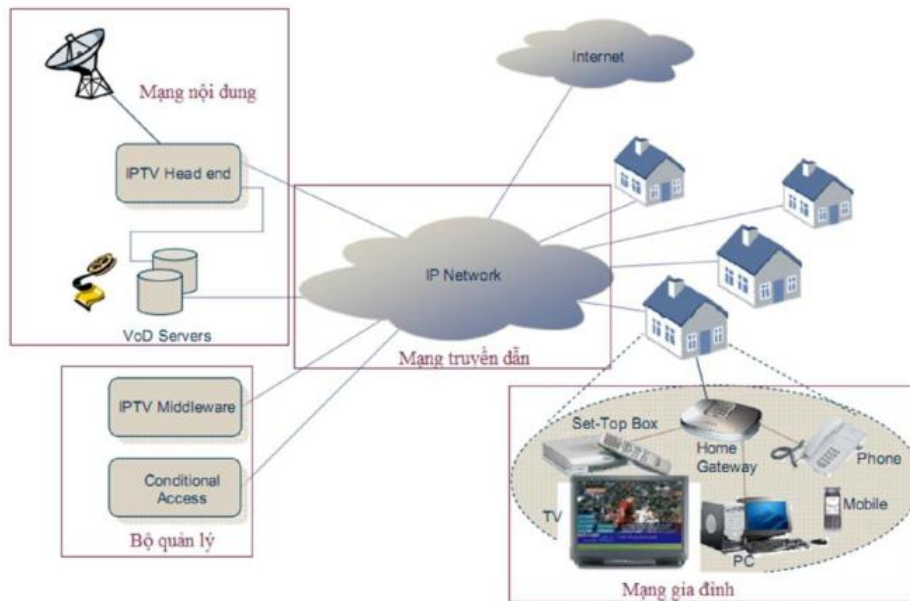 Internet
Mạng nội dung
IPTV Head end
VoD Servers
IP Network
Mạng truyền dẫn
IPTV Middleware
Conditional
Access
Bộ quản lý
Set-Top Box
Home
Gateway
Phone
TV
Mobile
PC
Mạng gia đình